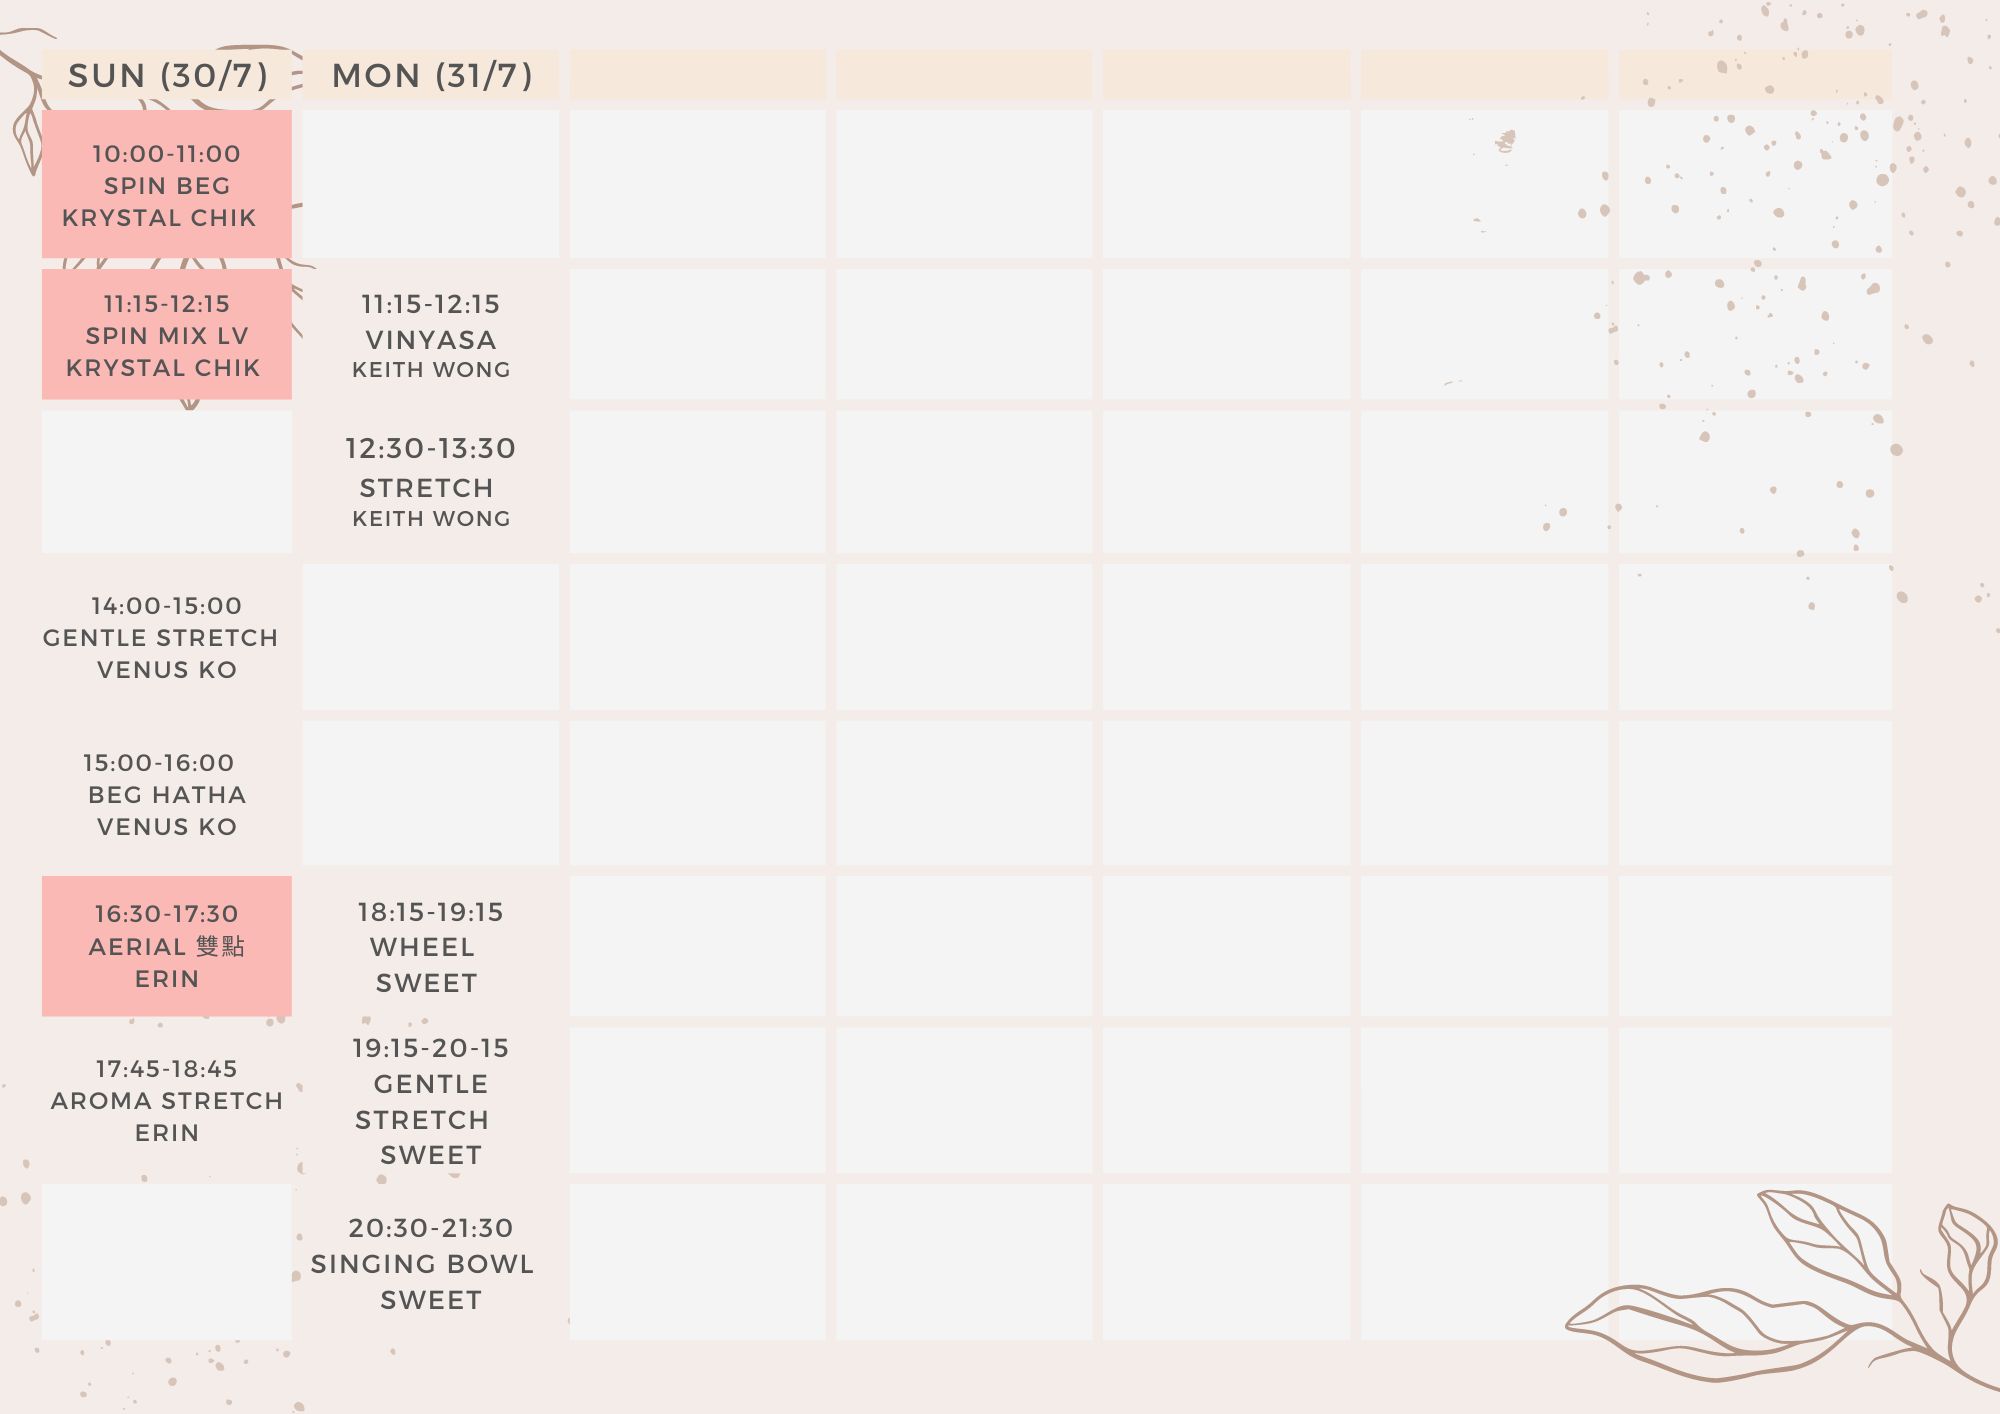 SUN (30/7)
MON (31/7)
10:00-11:00
SPIN BEG
KRYSTAL CHIK
11:15-12:15
SPIN MIX LV
KRYSTAL CHIK
11:15-12:15
VINYASA
KEITH WONG
12:30-13:30
STRETCH
KEITH WONG
14:00-15:00
GENTLE STRETCH
VENUS KO
15:00-16:00
BEG HATHA
VENUS KO
16:30-17:30
AERIAL 雙點
ERIN
18:15-19:15
WHEEL
SWEET
17:45-18:45
AROMA STRETCH
ERIN
19:15-20-15
GENTLE
STRETCH
SWEET
20:30-21:30
SINGING BOWL
SWEET